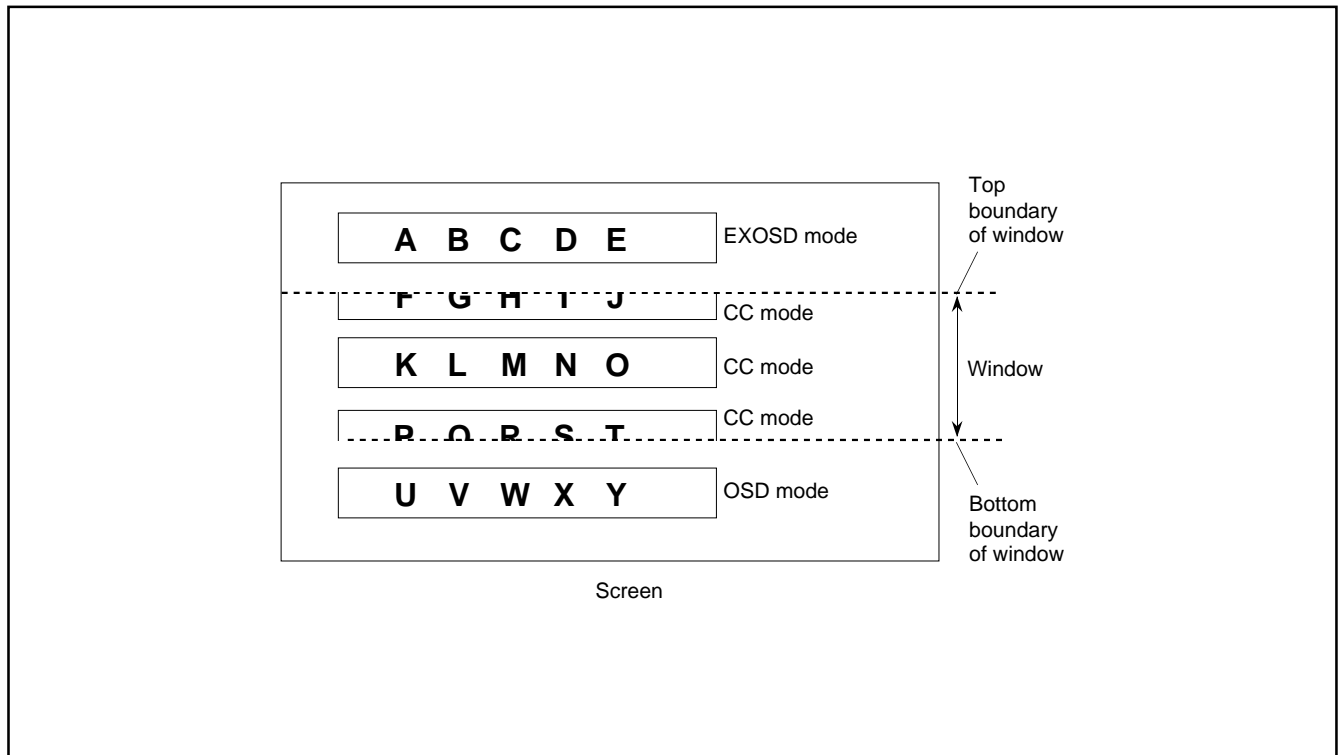 Top
boundary
of window
A B C D E
EXOSD mode
F G H I J
CC mode
K L M N O
CC mode
Window
P Q R S T
CC mode
U V W X Y
OSD mode
Bottom
boundary
of window
Screen